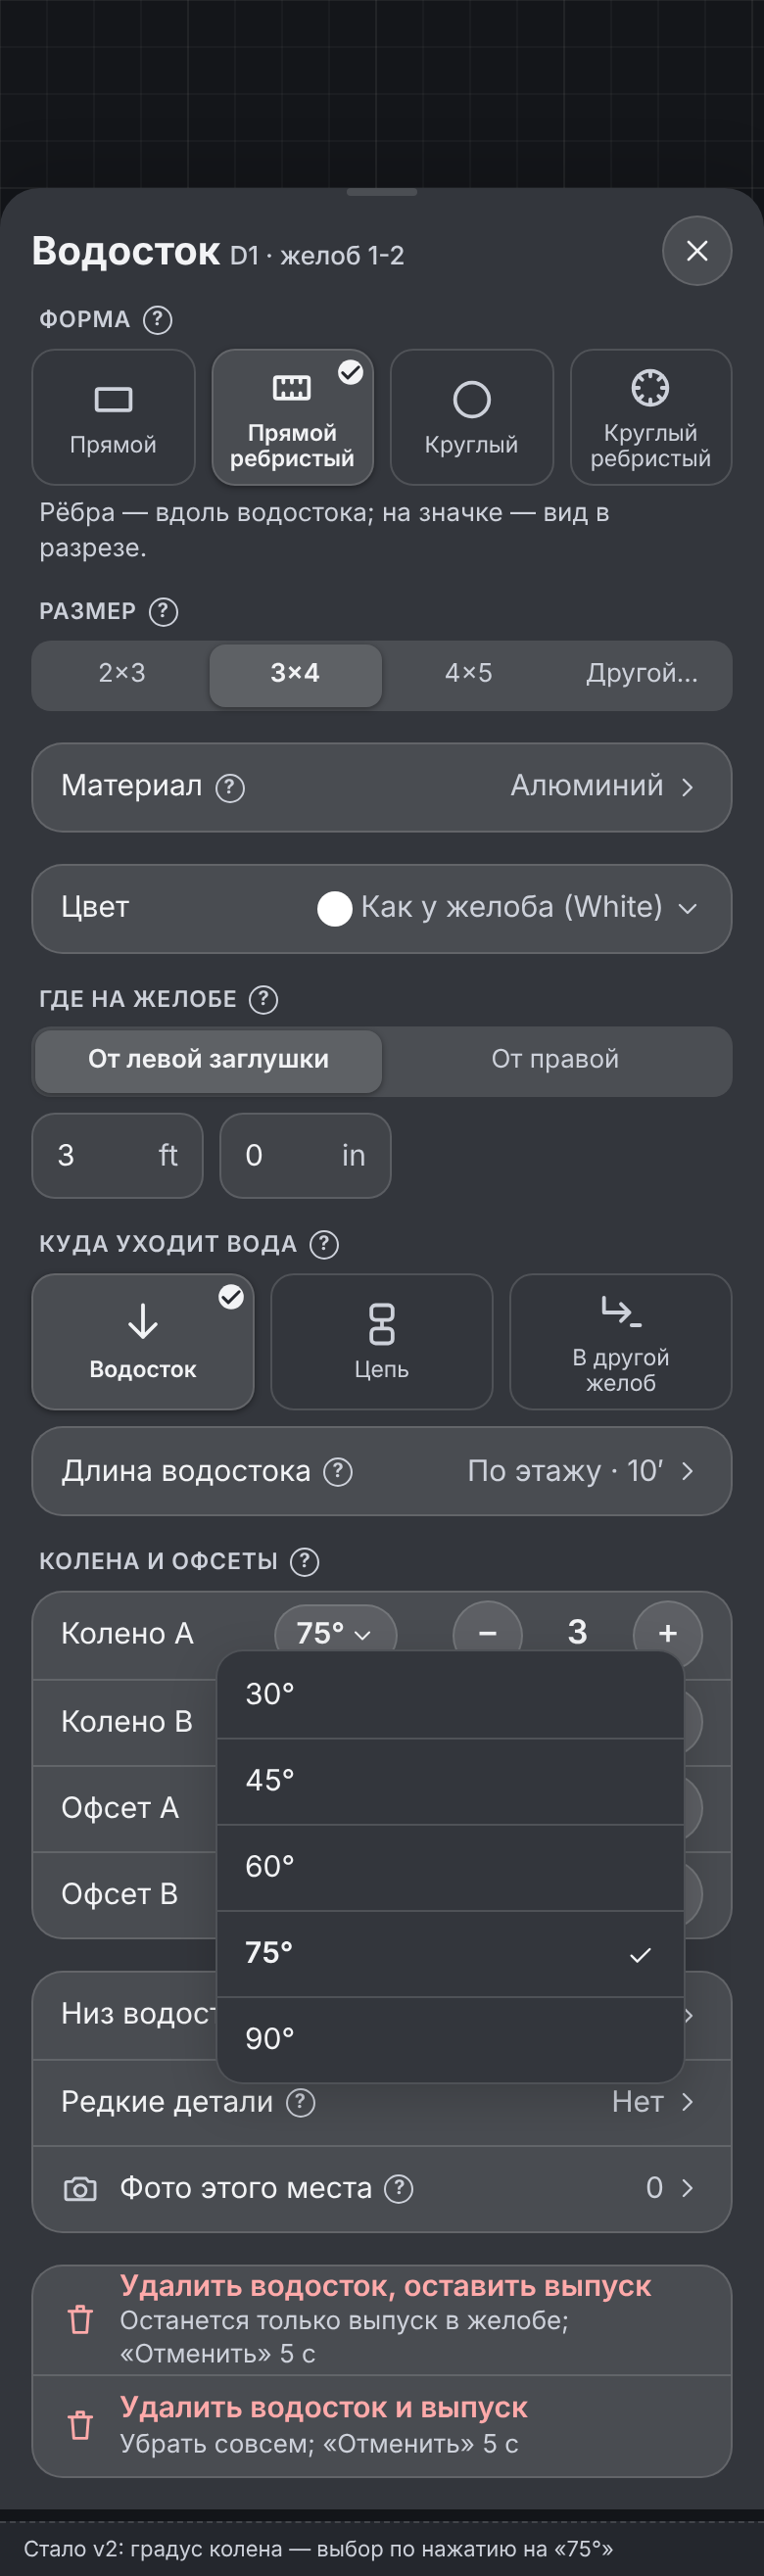 Водосток D1 · желоб 1-2
ФОРМА ?
Прямой
Прямой
ребристый
Круглый
Круглый
ребристый
Рёбра — вдоль водостока; на значке — вид в
разрезе.
РАЗМЕР ?
2×3 3×4 4×5 Другой...
Материал ? Алюминий
Цвет Как у желоба (White)
ГДЕ НА ЖЕЛОБЕ ?
От левой заглушки От правой
3 ft 0 in
КУДА УХОДИТ ВОДА ?
Водосток
Цепь
В другой
желоб
Длина водостока ? По этажу · 10′
КОЛЕНА И ОФСЕТЫ ?
Колено A 75° − 3 +
30°
Колено B
45°
Офсет A
60°
Офсет B
75°
Низ водост
90°
Редкие детали ? Нет
Фото этого места ? 0
Удалить водосток, оставить выпуск
Останется только выпуск в желобе;
«Отменить» 5 с
Удалить водосток и выпуск
Убрать совсем; «Отменить» 5 с
Стало v2: градус колена — выбор по нажатию на «75°»